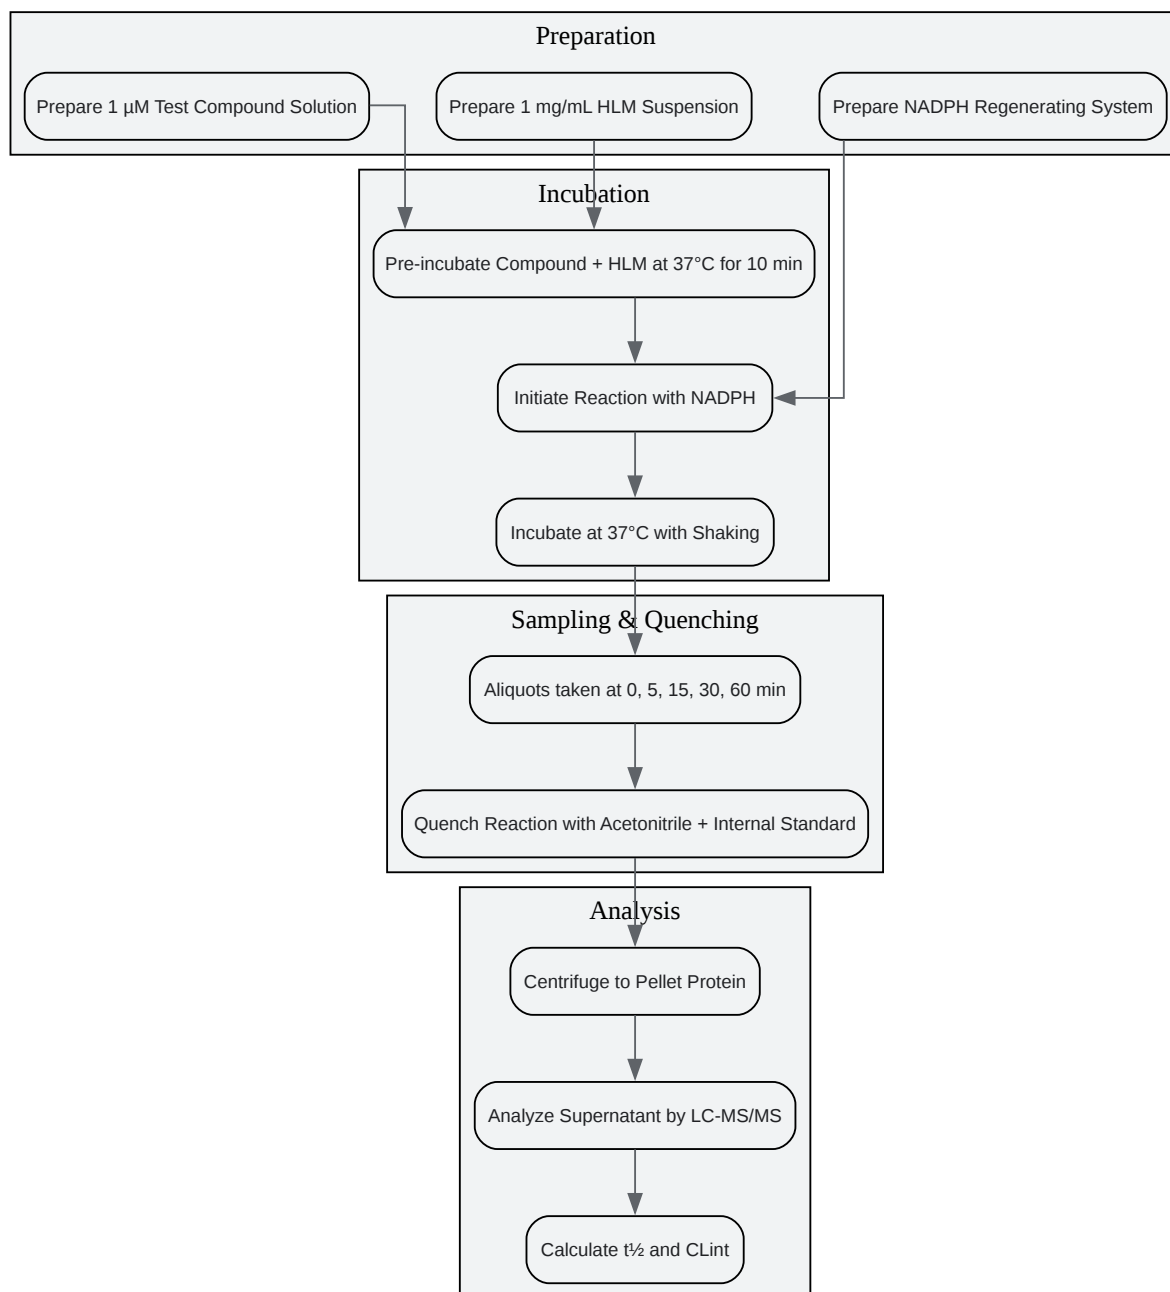 Preparation
Prepare 1 µM Test Compound Solution
Prepare 1 mg/mL HLM Suspension
Prepare NADPH Regenerating System
Incubation
Pre-incubate Compound + HLM at 37°C for 10 min
Initiate Reaction with NADPH
Incubate at 37°C with Shaking
Sampling & Quenching
Aliquots taken at 0, 5, 15, 30, 60 min
Quench Reaction with Acetonitrile + Internal Standard
Analysis
Centrifuge to Pellet Protein
Analyze Supernatant by LC-MS/MS
Calculate t½ and CLint